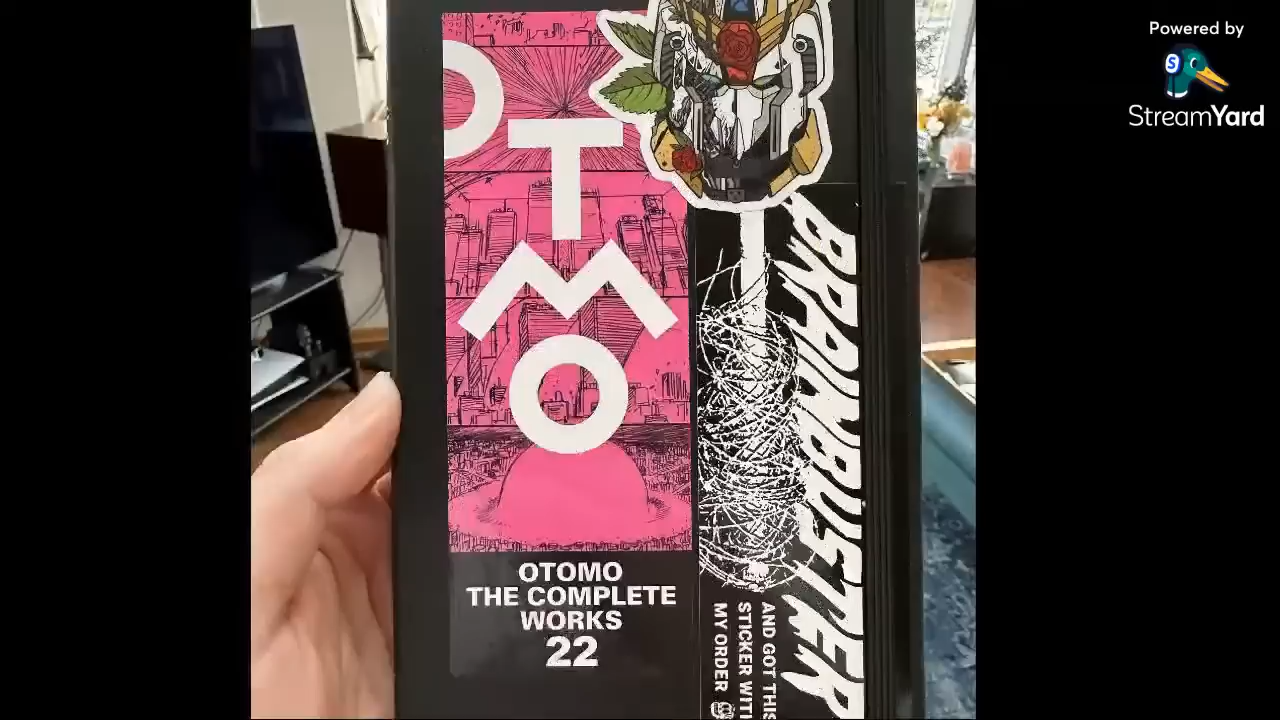 Powered by
S
StreamYard
OTOMO
OTOMO
THE COMPLETE
WORKS
22
BRAINBUSTER
AND GOT THIS
STICKER WITH
MY ORDER